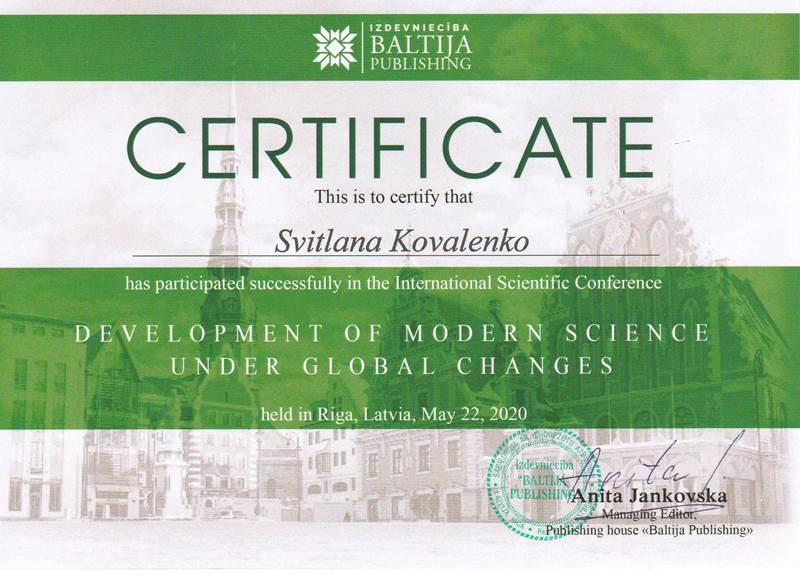 IZDEVNIECĪBA
BALTIJA
PUBLISHING
CERTIFICATE
This is to certify that
Svitlana Kovalenko
has participated successfully in the International Scientific Conference
DEVELOPMENT OF MODERN SCIENCE
UNDER GLOBAL CHANGES
held in Riga, Latvia, May 22, 2020
Izdevniecība
"BALTIJA
PUBLISHING"
Anita
Anita Jankovska
Managing Editor,
Publishing house «Baltija Publishing»